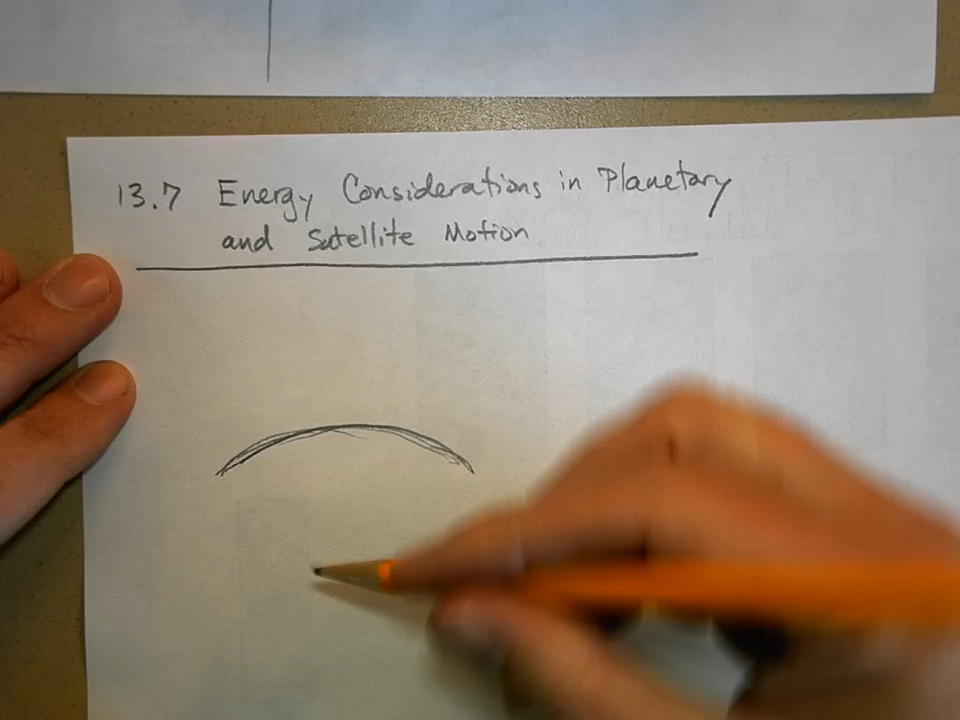 13.7 Energy Considerations in Planetary
and Satellite Motion